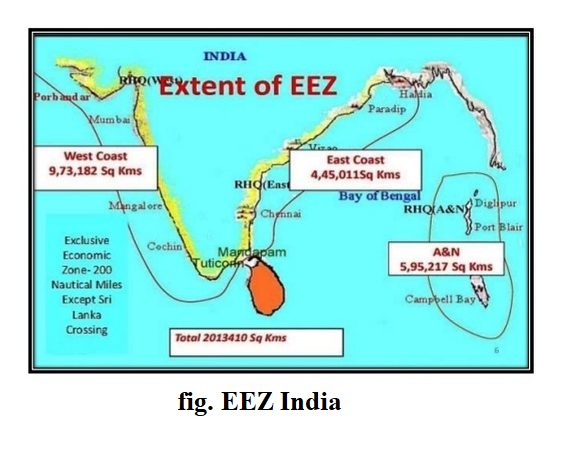 INDIA
RHQ(West)
Extent of EEZ
Porbandar
Haldia
Paradip
Mumbai
West Coast
9,73,182 Sq Kms
East Coast
4,45,011Sq Kms
RHQ(East
Bay of Bengal
Mangalore
Chennai
RHQ(A&N)
Diglipur
Port Blair
Exclusive
Economic
Zone- 200
Nautical Miles
Except Sri
Lanka
Crossing
Cochin
Mandapam
Tuticorin
A&N
5,95,217 Sq Kms
Campbell Bay
Total 2013410 Sq Kms
6
fig. EEZ India